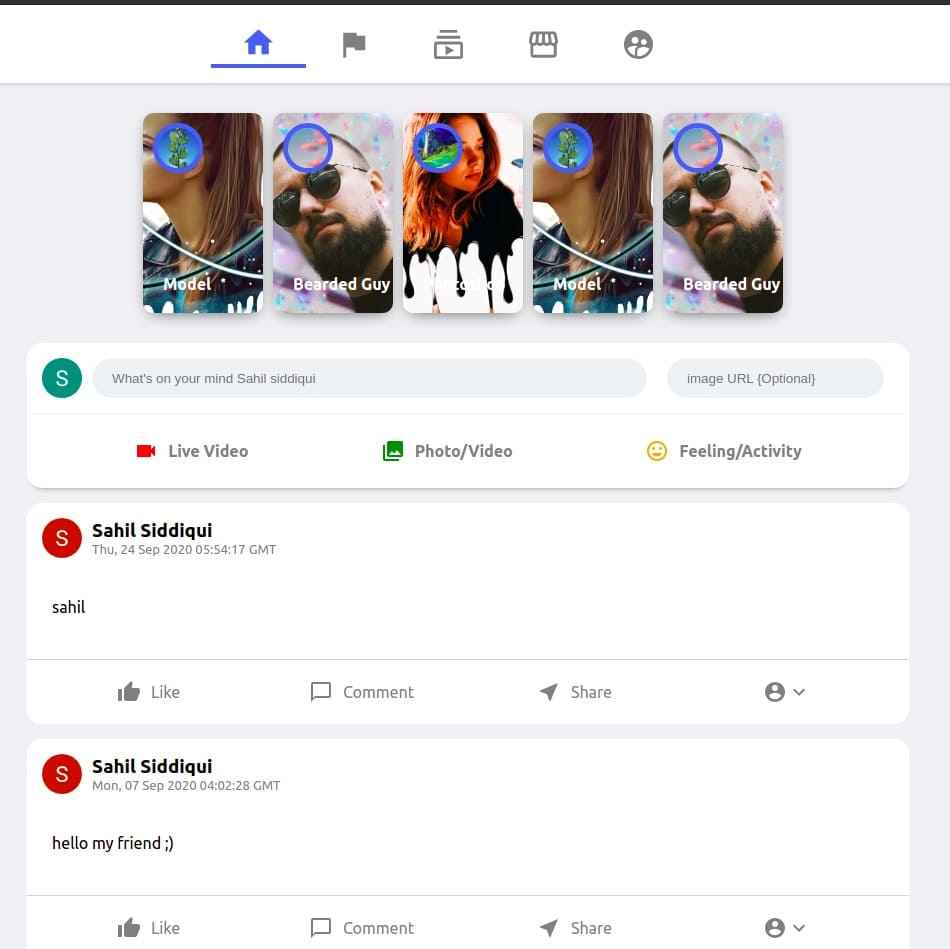 Model
Bearded Guy
Model
Bearded Guy
S
What's on your mind Sahil siddiqui
image URL {Optional}
Live Video
Photo/Video
Feeling/Activity
S
Sahil Siddiqui
Thu, 24 Sep 2020 05:54:17 GMT
sahil
Like
Comment
Share
S
Sahil Siddiqui
Mon, 07 Sep 2020 04:02:28 GMT
hello my friend ;)
Like
Comment
Share